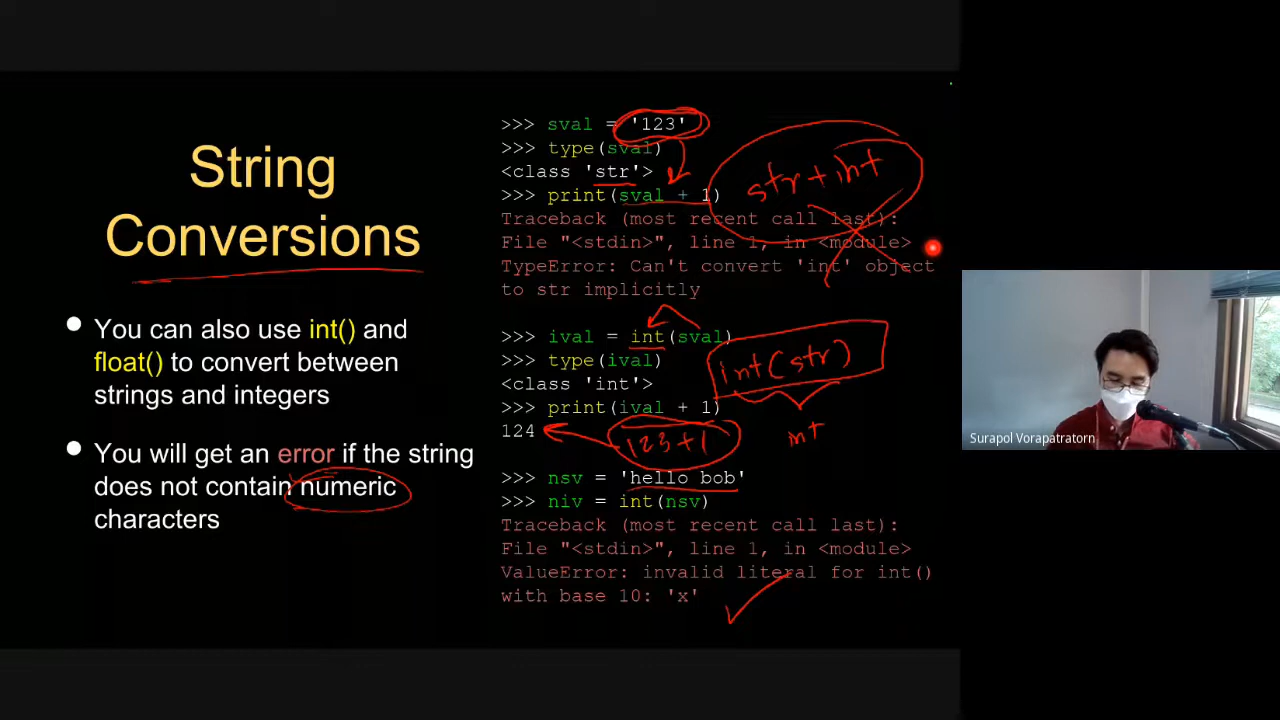 String
Conversions
● You can also use int() and
float() to convert between
strings and integers
● You will get an error if the string
does not contain numeric
characters
>>> sval = '123'
>>> type(sval)
<class 'str'>
>>> print(sval + 1)
Traceback (most recent call last):
File "<stdin>", line 1, in <module>
TypeError: Can't convert 'int' object
to str implicitly
str+int
>>> ival = int(sval)
>>> type(ival)
<class 'int'>
>>> print(ival + 1)
124
int(str)
int
123+1
>>> nsv = 'hello bob'
>>> niv = int(nsv)
Traceback (most recent call last):
File "<stdin>", line 1, in <module>
ValueError: invalid literal for int()
with base 10: 'x'
Surapol Vorapatratorn